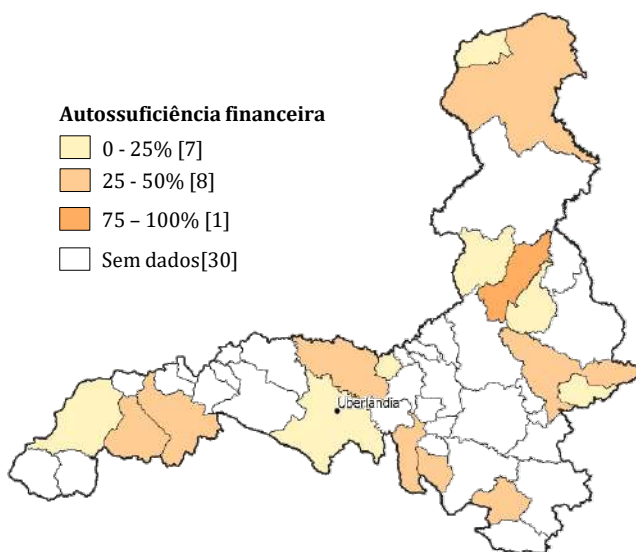 Autossuficiência financeira
0 - 25% [7]
25 - 50% [8]
75 – 100% [1]
Sem dados[30]
Uberlândia